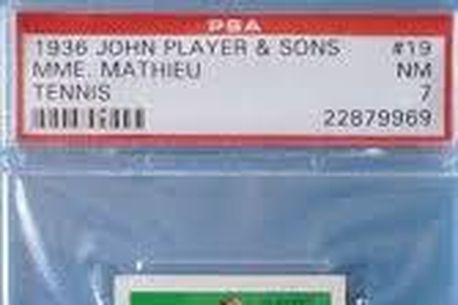 PSA
1936 JOHN PLAYER & SONS #19
MME. MATHIEU NM
TENNIS 7
22879969